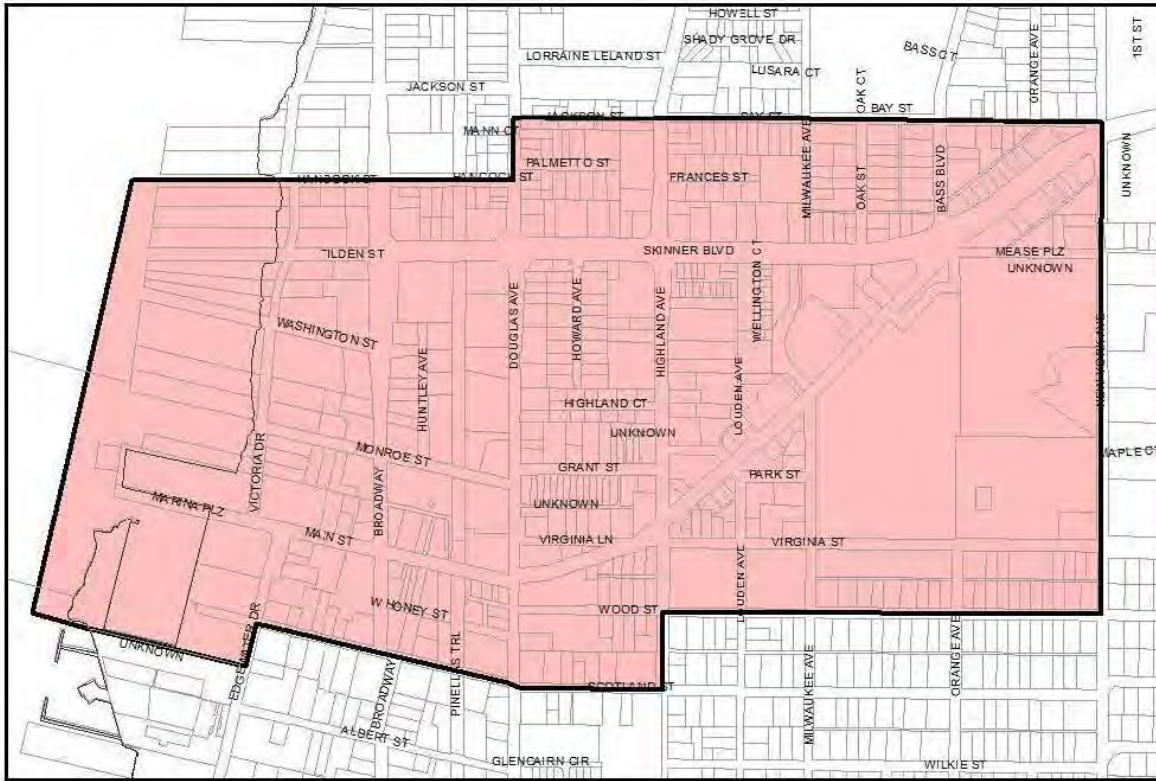 HOWELL ST
SHADY GROVE DR
BASS CT
ORANGE AVE
1ST ST
LORRAINE LELAND ST
LUSARA CT
JACKSON ST
OAK CT
BAY ST
JACKSON ST
BAY ST
MANN CT
PALMETTO ST
FRANCES ST
MILWAUKEE AVE
OAK ST
BASS BLVD
UNKNOWN
HANCOCK ST
HANCOCK ST
TILDEN ST
SKINNER BLVD
WELLINGTON CT
MEASE PLZ
UNKNOWN
WASHINGTON ST
HUNTLEY AVE
DOUGLAS AVE
HOWARD AVE
HIGHLAND AVE
LOUDEN AVE
NEW YORK AVE
HIGHLAND CT
UNKNOWN
MONROE ST
GRANT ST
PARK ST
MAPLE CT
VICTORIA DR
BROADWAY
MARINA PLZ
UNKNOWN
MAIN ST
VIRGINIA LN
VIRGINIA ST
W HONEY ST
WOOD ST
LOUDEN AVE
UNKNOWN
EDGEWATER DR
BROADWAY
PINELLS TRL
SCOTLAND ST
MILWAUKEE AVE
ORANGE AVE
ALBERT ST
GLENCAIRN CIR
WILKIE ST